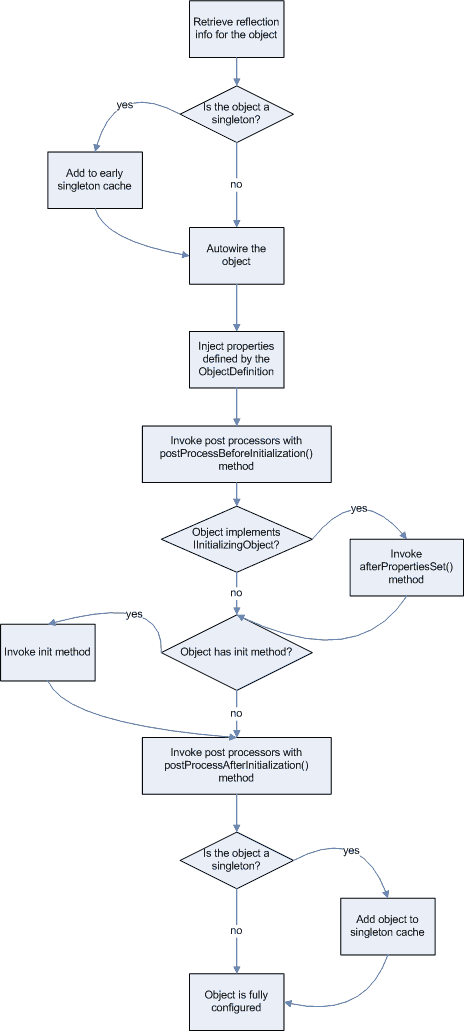 Retrieve reflection
info for the object
Is the object a
singleton?
yes
Add to early
singleton cache
no
Autowire the
object
Inject properties
defined by the
ObjectDefinition
Invoke post processors with
postProcessBeforeInitialization()
method
Object implements
IInitializingObject?
yes
Invoke
afterPropertiesSet()
method
no
Object has init method?
yes
Invoke init method
no
Invoke post processors with
postProcessAfterInitialization()
method
Is the object a
singleton?
yes
Add object to
singleton cache
no
Object is fully
configured